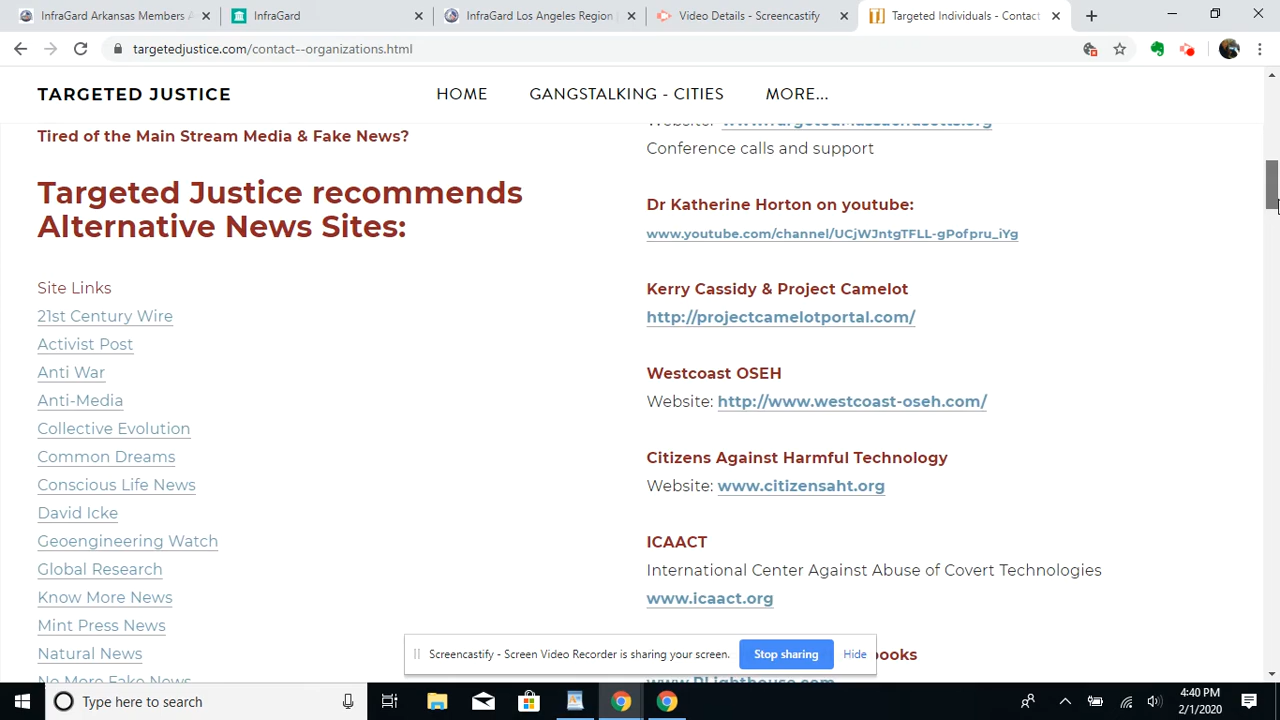 InfraGard Arkansas Members A
InfraGard
InfraGard Los Angeles Region
Video Details - Screencastify
Targeted Individuals - Contact
targetedjustice.com/contact--organizations.html
TARGETED JUSTICE
HOME
GANGSTALKING - CITIES
MORE...
Tired of the Main Stream Media & Fake News?
Targeted Justice recommends
Alternative News Sites:
Site Links
21st Century Wire
Activist Post
Anti War
Anti-Media
Collective Evolution
Common Dreams
Conscious Life News
David Icke
Geoengineering Watch
Global Research
Know More News
Mint Press News
Natural News
No More Fake News
Website:
Conference calls and support
Dr Katherine Horton on youtube:
www.youtube.com/channel/UCjWJntgTFLL-gPofpru_iYg
Kerry Cassidy & Project Camelot
http://projectcamelotportal.com/
Westcoast OSEH
Website: http://www.westcoast-oseh.com/
Citizens Against Harmful Technology
Website: www.citizensaht.org
ICAACT
International Center Against Abuse of Covert Technologies
www.icaact.org
books
Screencastify - Screen Video Recorder is sharing your screen.
Stop sharing
Hide
Type here to search
4:40 PM
2/1/2020